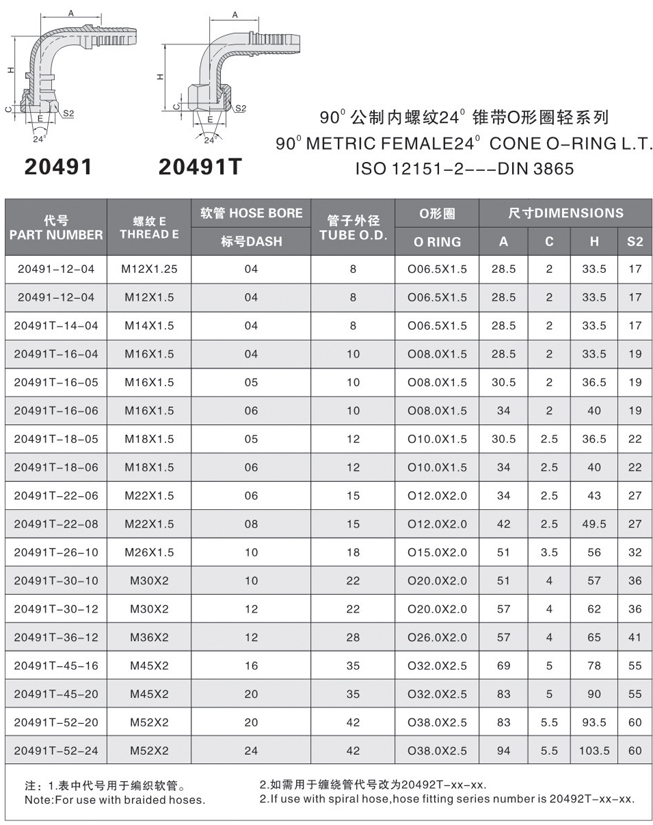 A
A
H
H
C
C
E
S2
E
S2
24°
24°
20491
20491T
90⁰ 公制内螺纹24⁰ 锥带O形圈轻系列
90⁰ METRIC FEMALE24⁰ CONE O-RING L.T.
ISO 12151-2---DIN 3865
代号 螺纹 E 软管 HOSE BORE 管子外径 O形圈 尺寸DIMENSIONS
PART NUMBER THREAD E 标号DASH TUBE O.D. O RING A C H S2
20491-12-04 M12X1.25 04 8 O06.5X1.5 28.5 2 33.5 17
20491-12-04 M12X1.5 04 8 O06.5X1.5 28.5 2 33.5 17
20491T-14-04 M14X1.5 04 8 O06.5X1.5 28.5 2 33.5 17
20491T-16-04 M16X1.5 04 10 O08.0X1.5 28.5 2 33.5 19
20491T-16-05 M16X1.5 05 10 O08.0X1.5 30.5 2 36.5 19
20491T-16-06 M16X1.5 06 10 O08.0X1.5 34 2 40 19
20491T-18-05 M18X1.5 05 12 O10.0X1.5 30.5 2.5 36.5 22
20491T-18-06 M18X1.5 06 12 O10.0X1.5 34 2.5 40 22
20491T-22-06 M22X1.5 06 15 O12.0X2.0 34 2.5 43 27
20491T-22-08 M22X1.5 08 15 O12.0X2.0 42 2.5 49.5 27
20491T-26-10 M26X1.5 10 18 O15.0X2.0 51 3.5 56 32
20491T-30-10 M30X2 10 22 O20.0X2.0 51 4 57 36
20491T-30-12 M30X2 12 22 O20.0X2.0 57 4 62 36
20491T-36-12 M36X2 12 28 O26.0X2.0 57 4 65 41
20491T-45-16 M45X2 16 35 O32.0X2.5 69 5 78 55
20491T-45-20 M45X2 20 35 O32.0X2.5 83 5 90 55
20491T-52-20 M52X2 20 42 O38.0X2.5 83 5.5 93.5 60
20491T-52-24 M52X2 24 42 O38.0X2.5 94 5.5 103.5 60
注: 1.表中代号用于编织软管。 2.如需用于缠绕管代号改为20492T-xx-xx.
Note:For use with braided hoses. 2.If use with spiral hose,hose fitting series number is 20492T-xx-xx.